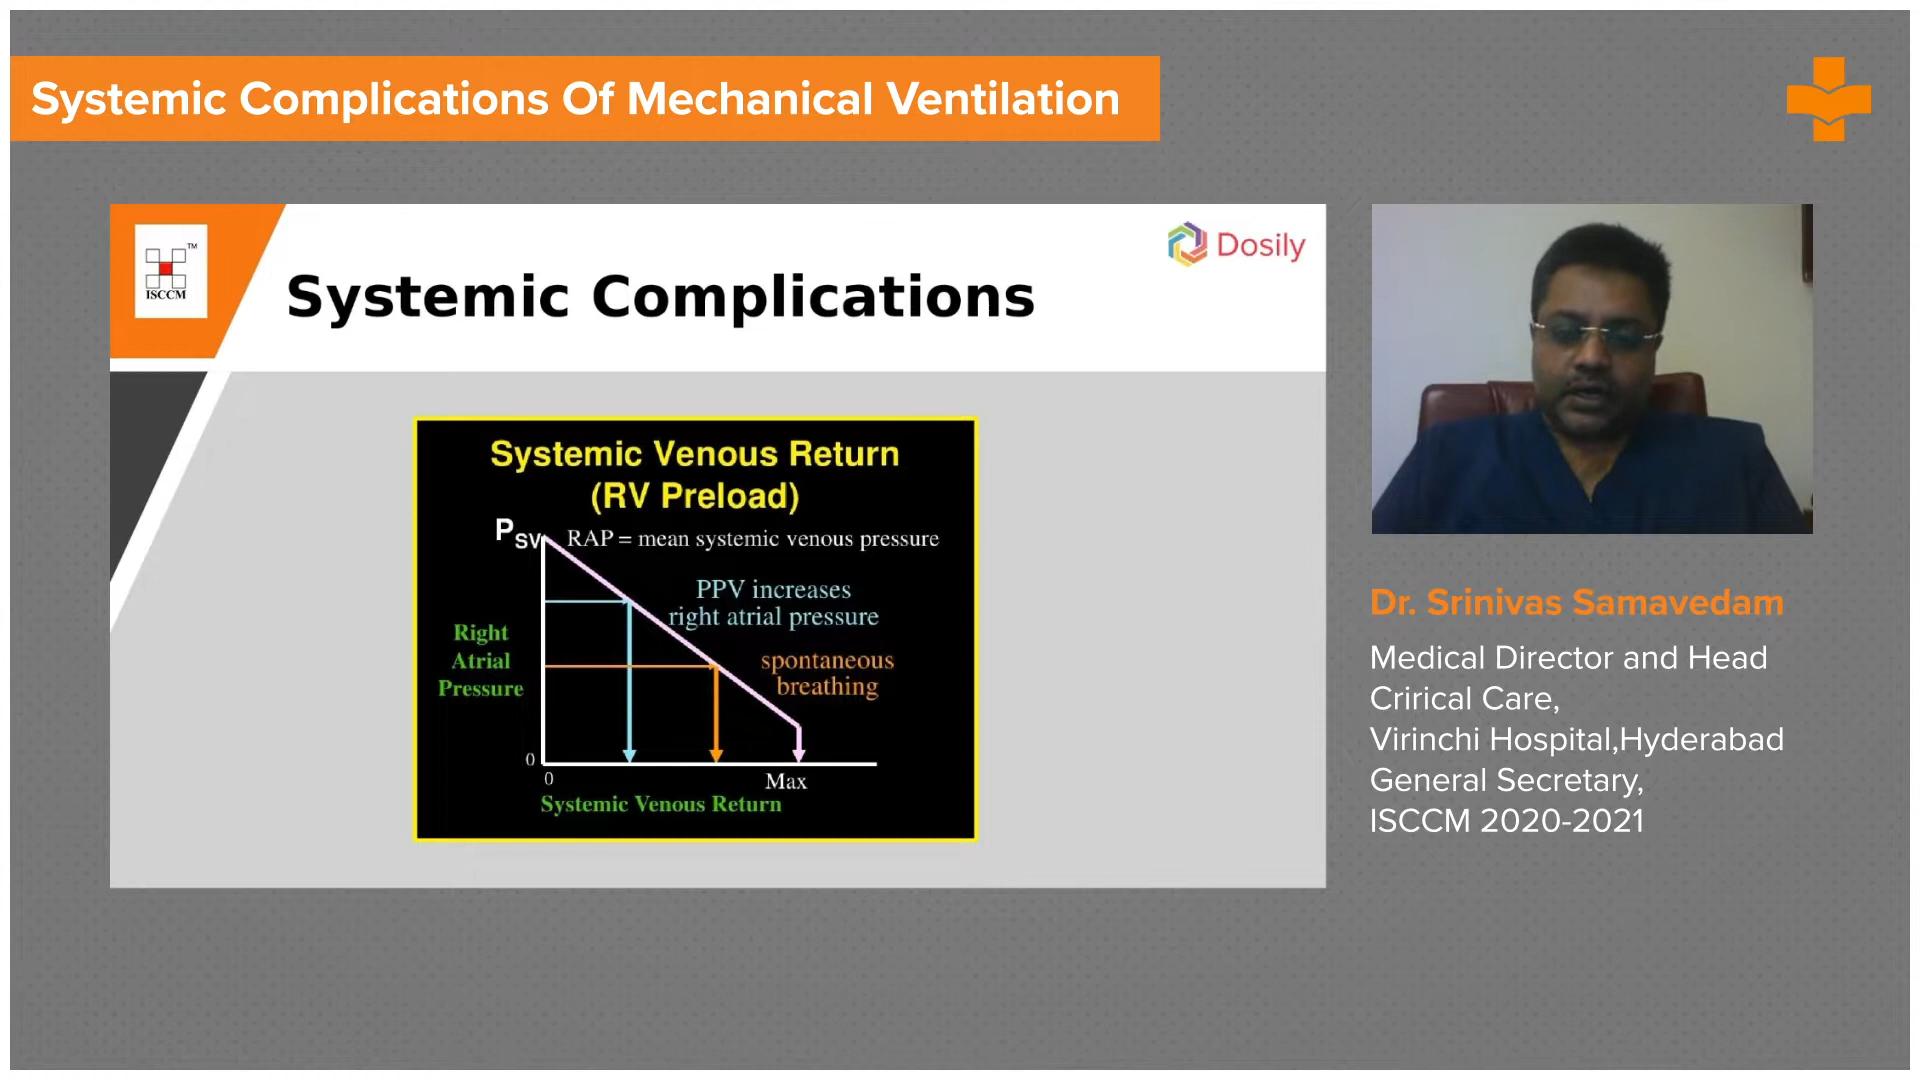 Systemic Complications Of Mechanical Ventilation
TM
ISCCM
Dosily
Systemic Complications
Systemic Venous Return
(RV Preload)
PSV
RAP = mean systemic venous pressure
PPV increases
right atrial pressure
spontaneous
breathing
Right
Atrial
Pressure
0
0
Max
Systemic Venous Return
Dr. Srinivas Samavedam
Medical Director and Head
Crirical Care,
Virinchi Hospital,Hyderabad
General Secretary,
ISCCM 2020-2021